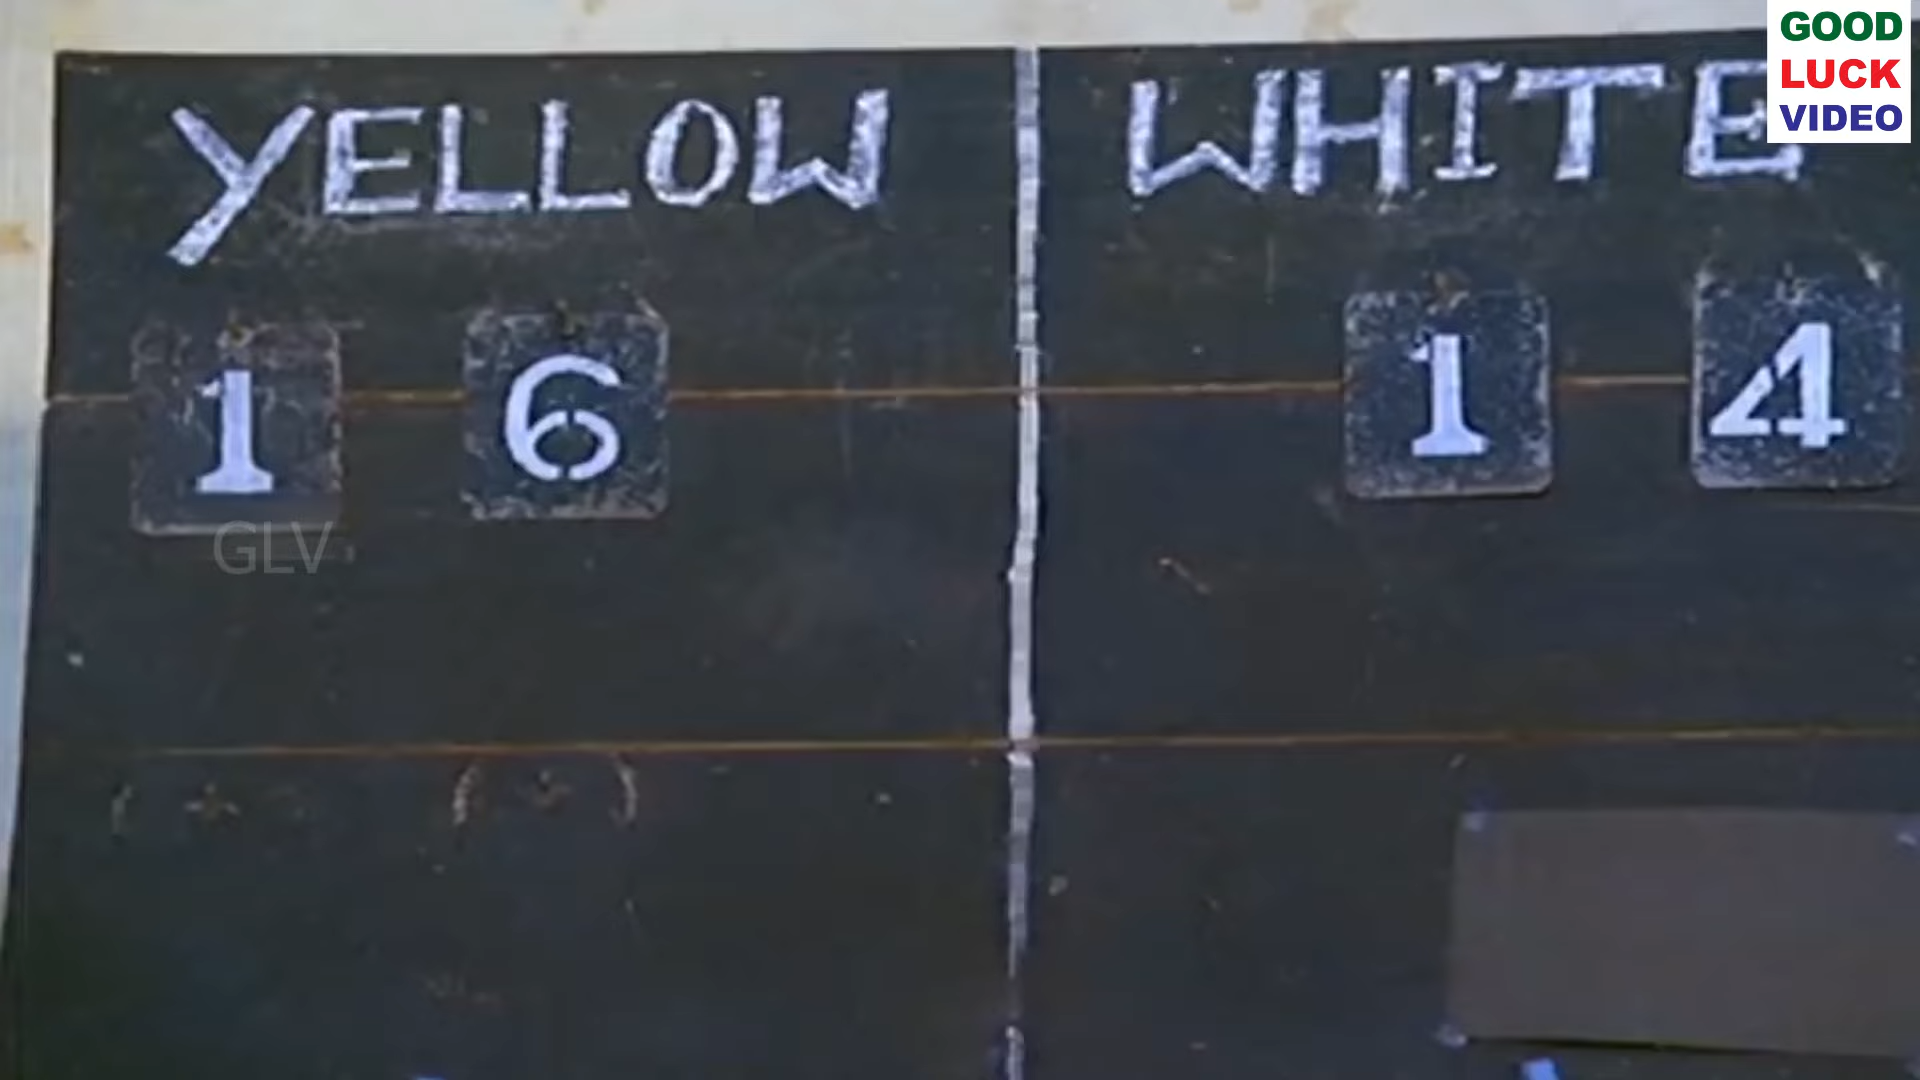 YELLOW WHITE
1 6 1 4
GLV
GOOD
LUCK
VIDEO